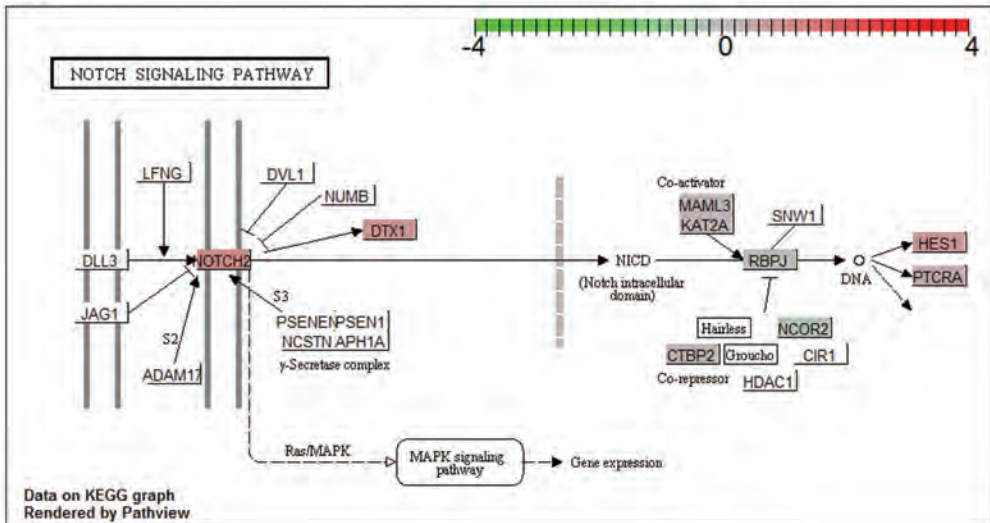 -4 0 4
NOTCH SIGNALING PATHWAY
LFNG
DVL1
NUMB
DTX1
Co-activator
MAML3
KAT2A
SNW1
HES1
DLL3
NOTCH2
NICD
(Notch intracellular
domain)
RBPJ
DNA
PTCRA
JAG1
S2
S3
PSENEN PSEN1
NCSTN APH1A
γ-Secretase complex
ADAM17
Hairless
NCOR2
CTBP2
Groucho
CIR1
Co-repressor
HDAC1
Ras/MAPK
MAPK signaling
pathway
Gene expression
Data on KEGG graph
Rendered by Pathview